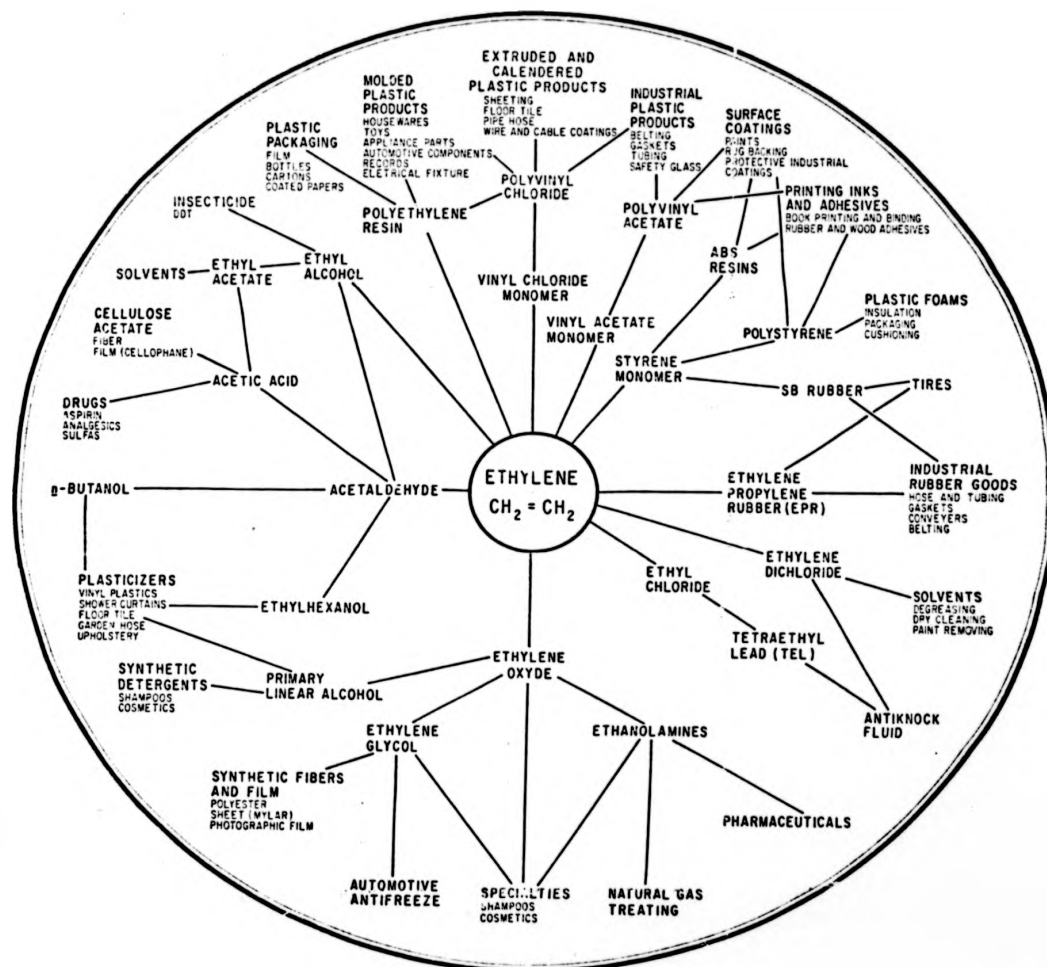 EXTRUDED AND
CALENDERED
PLASTIC PRODUCTS
SHEETING
FLOOR TILE
PIPE HOSE
WIRE AND CABLE COATINGS
MOLDED
PLASTIC
PRODUCTS
HOUSEWARES
TOYS
APPLIANCE PARTS
AUTOMOTIVE COMPONENTS
RECORDS
ELETRICAL FIXTURE
INDUSTRIAL
PLASTIC
PRODUCTS
BELTING
GASKETS
TUBING
SAFETY GLASS
SURFACE
COATINGS
PAINTS
RUG BACKING
PROTECTIVE INDUSTRIAL
COATINGS
PLASTIC
PACKAGING
FILM
BOTTLES
CARTONS
COATED PAPERS
POLYVINYL
CHLORIDE
PRINTING INKS
AND ADHESIVES
BOOK PRINTING AND BINDING
RUBBER AND WOOD ADHESIVES
INSECTICIDE
DDT
POLYETHYLENE
RESIN
POLYVINYL
ACETATE
ABS
RESINS
SOLVENTS
ETHYL
ACETATE
ETHYL
ALCOHOL
VINYL CHLORIDE
MONOMER
PLASTIC FOAMS
INSULATION
PACKAGING
CUSHIONING
CELLULOSE
ACETATE
FIBER
FILM (CELLOPHANE)
VINYL ACETATE
MONOMER
POLYSTYRENE
STYRENE
MONOMER
ACETIC ACID
SB RUBBER
TIRES
DRUGS
ASPIRIN
ANALGESICS
SULFAS
ETHYLENE
CH₂ = CH₂
n-BUTANOL
ACETALDEHYDE
ETHYLENE
PROPYLENE
RUBBER (EPR)
INDUSTRIAL
RUBBER GOODS
HOSE AND TUBING
GASKETS
CONVEYERS
BELTING
ETHYLENE
DICHLORIDE
ETHYL
CHLORIDE
PLASTICIZERS
VINYL PLASTICS
SHOWER CURTAINS
FLOOR TILE
GARDEN HOSE
UPHOLSTERY
ETHYLHEXANOL
SOLVENTS
DEGREASING
DRY CLEANING
PAINT REMOVING
TETRAETHYL
LEAD (TEL)
SYNTHETIC
DETERGENTS
SHAMPOOS
COSMETICS
PRIMARY
LINEAR ALCOHOL
ETHYLENE
OXYDE
ANTIKNOCK
FLUID
ETHYLENE
GLYCOL
ETHANOLAMINES
SYNTHETIC FIBERS
AND FILM
POLYESTER
SHEET (MYLAR)
PHOTOGRAPHIC FILM
PHARMACEUTICALS
AUTOMOTIVE
ANTIFREEZE
SPECIALTIES
SHAMPOOS
COSMETICS
NATURAL GAS
TREATING